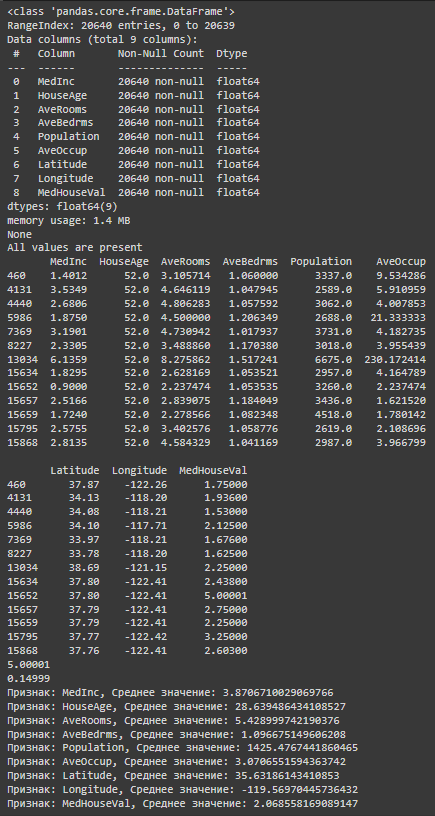 <class 'pandas.core.frame.DataFrame'>
RangeIndex: 20640 entries, 0 to 20639
Data columns (total 9 columns):
 #   Column       Non-Null Count  Dtype
---  ------       --------------  -----
 0   MedInc       20640 non-null  float64
 1   HouseAge     20640 non-null  float64
 2   AveRooms     20640 non-null  float64
 3   AveBedrms    20640 non-null  float64
 4   Population   20640 non-null  float64
 5   AveOccup     20640 non-null  float64
 6   Latitude     20640 non-null  float64
 7   Longitude    20640 non-null  float64
 8   MedHouseVal  20640 non-null  float64
dtypes: float64(9)
memory usage: 1.4 MB
None
All values are present
       MedInc  HouseAge  AveRooms  AveBedrms  Population    AveOccup
460    1.4012      52.0  3.105714   1.060000      3337.0    9.534286
4131   3.5349      52.0  4.646119   1.047945      2589.0    5.910959
4440   2.6806      52.0  4.806283   1.057592      3062.0    4.007853
5986   1.8750      52.0  4.500000   1.206349      2688.0   21.333333
7369   3.1901      52.0  4.730942   1.017937      3731.0    4.182735
8227   2.3305      52.0  3.488860   1.170380      3018.0    3.955439
13034  6.1359      52.0  8.275862   1.517241      6675.0  230.172414
15634  1.8295      52.0  2.628169   1.053521      2957.0    4.164789
15652  0.9000      52.0  2.237474   1.053535      3260.0    2.237474
15657  2.5166      52.0  2.839075   1.184049      3436.0    1.621520
15659  1.7240      52.0  2.278566   1.082348      4518.0    1.780142
15795  2.5755      52.0  3.402576   1.058776      2619.0    2.108696
15868  2.8135      52.0  4.584329   1.041169      2987.0    3.966799
       Latitude  Longitude  MedHouseVal
460       37.87    -122.26      1.75000
4131      34.13    -118.20      1.93600
4440      34.08    -118.21      1.53000
5986      34.10    -117.71      2.12500
7369      33.97    -118.21      1.67600
8227      33.78    -118.20      1.62500
13034     38.69    -121.15      2.25000
15634     37.80    -122.41      2.43800
15652     37.80    -122.41      5.00001
15657     37.79    -122.41      2.75000
15659     37.79    -122.41      2.25000
15795     37.77    -122.42      3.25000
15868     37.76    -122.41      2.60300
5.00001
0.14999
Признак: MedInc, Среднее значение: 3.8706710029069766
Признак: HouseAge, Среднее значение: 28.639486434108527
Признак: AveRooms, Среднее значение: 5.428999742190376
Признак: AveBedrms, Среднее значение: 1.096675149606208
Признак: Population, Среднее значение: 1425.4767441860465
Признак: AveOccup, Среднее значение: 3.0706551594363742
Признак: Latitude, Среднее значение: 35.63186143410853
Признак: Longitude, Среднее значение: -119.56970445736432
Признак: MedHouseVal, Среднее значение: 2.068558169089147